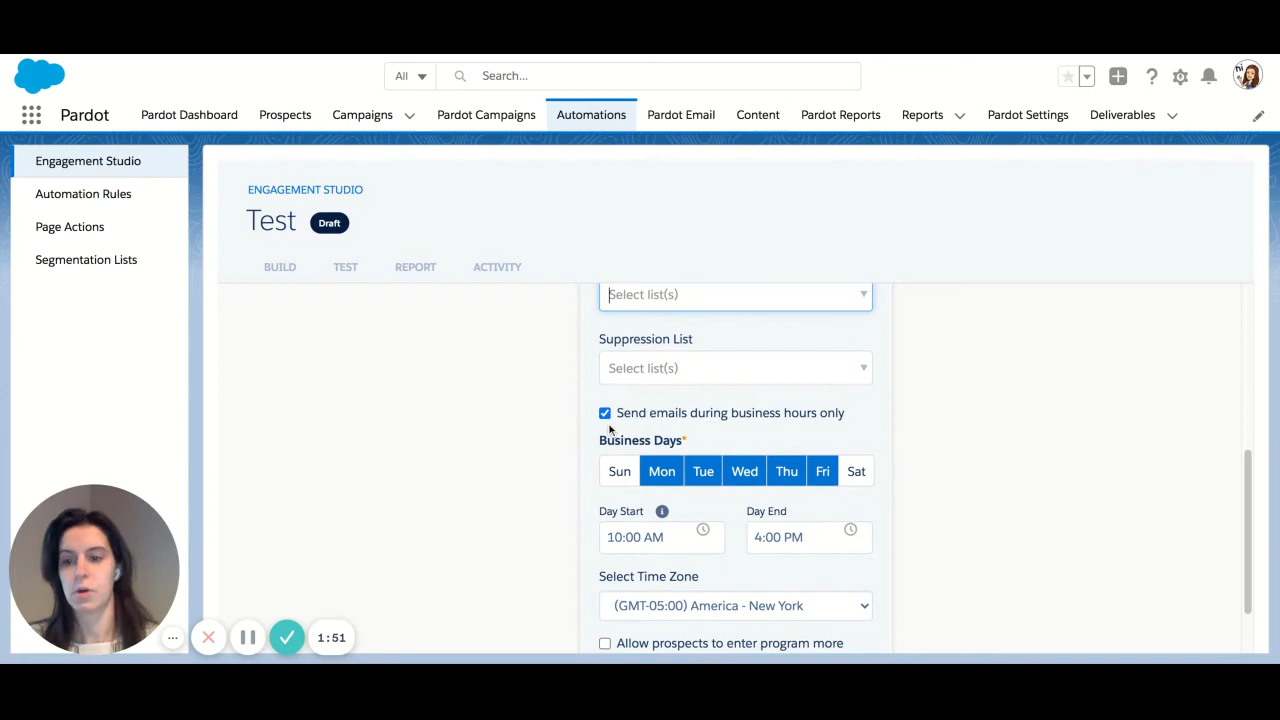 All
Search...
Pardot
Pardot Dashboard
Prospects
Campaigns
Pardot Campaigns
Automations
Pardot Email
Content
Pardot Reports
Reports
Pardot Settings
Deliverables
Engagement Studio
Automation Rules
Page Actions
Segmentation Lists
ENGAGEMENT STUDIO
Test Draft
BUILD TEST REPORT ACTIVITY
Select list(s)
Suppression List
Select list(s)
Send emails during business hours only
Business Days*
Sun Mon Tue Wed Thu Fri Sat
Day Start Day End
10:00 AM 4:00 PM
Select Time Zone
(GMT-05:00) America - New York
Allow prospects to enter program more
1:51
hi